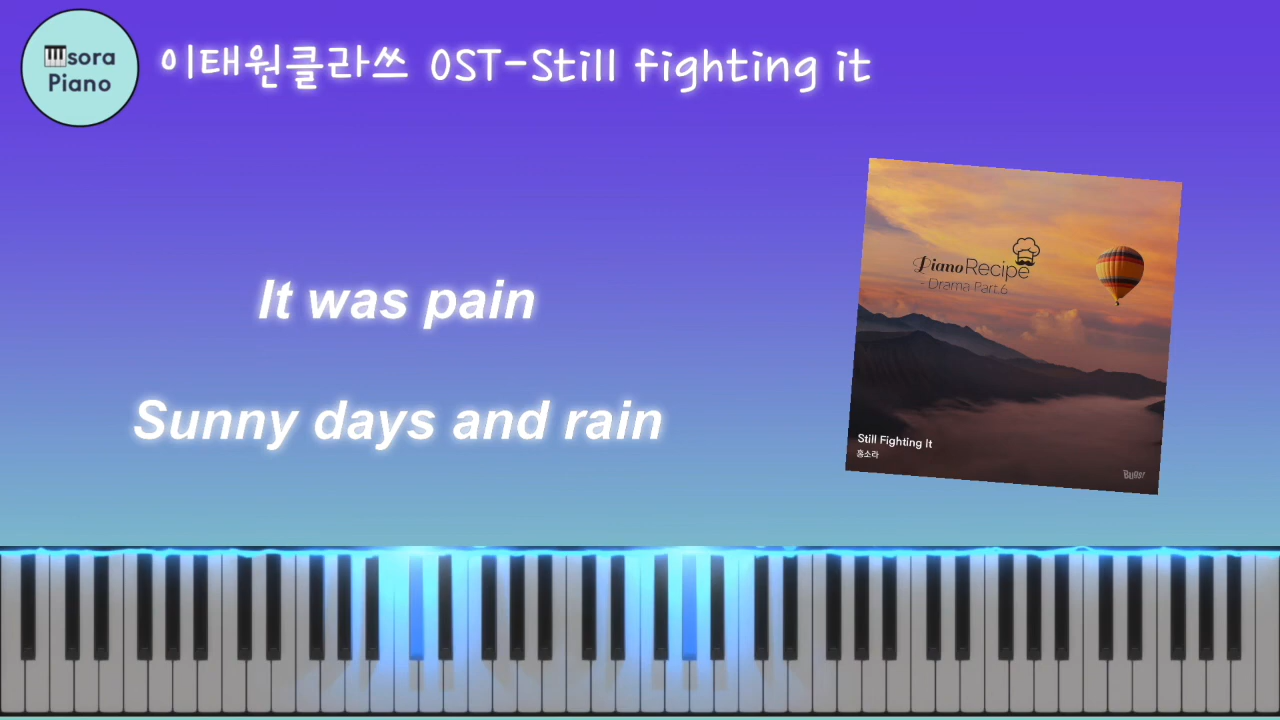 sora
Piano
이태원클라쓰 OST-Still fighting it
It was pain
Sunny days and rain
Piano Recipe
- Drama Part.6
Still Fighting It
홍소라